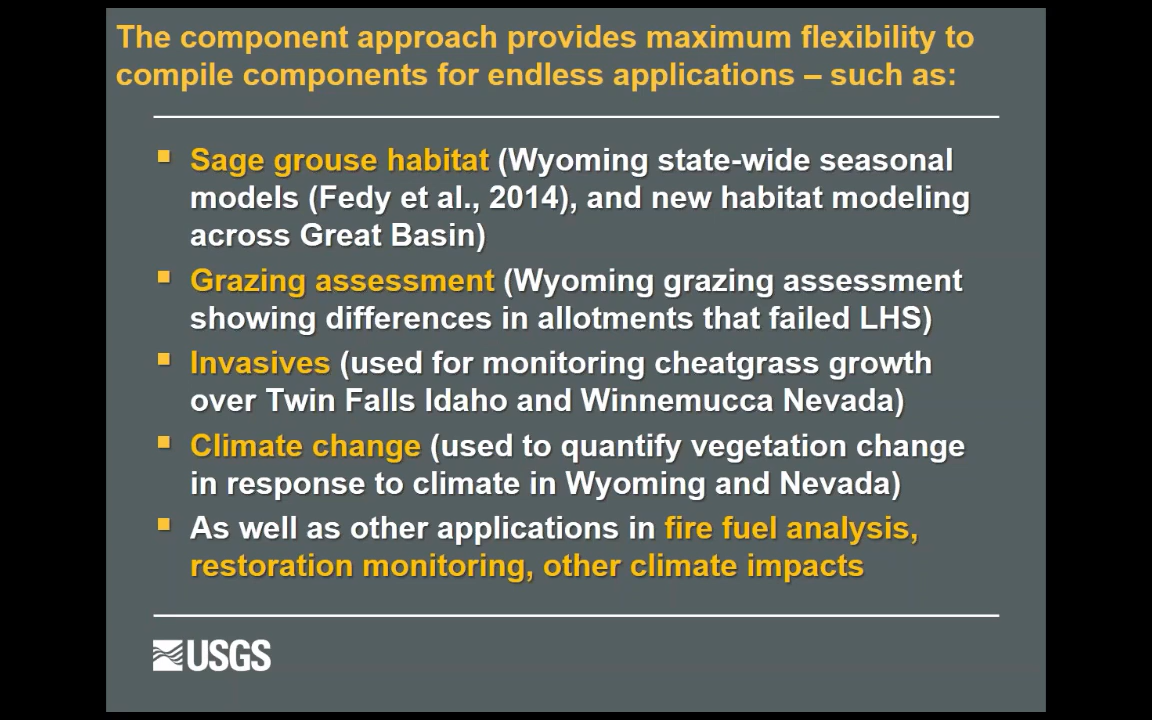 The component approach provides maximum flexibility to
compile components for endless applications – such as:
Sage grouse habitat (Wyoming state-wide seasonal
models (Fedy et al., 2014), and new habitat modeling
across Great Basin)
Grazing assessment (Wyoming grazing assessment
showing differences in allotments that failed LHS)
Invasives (used for monitoring cheatgrass growth
over Twin Falls Idaho and Winnemucca Nevada)
Climate change (used to quantify vegetation change
in response to climate in Wyoming and Nevada)
As well as other applications in fire fuel analysis,
restoration monitoring, other climate impacts
USGS